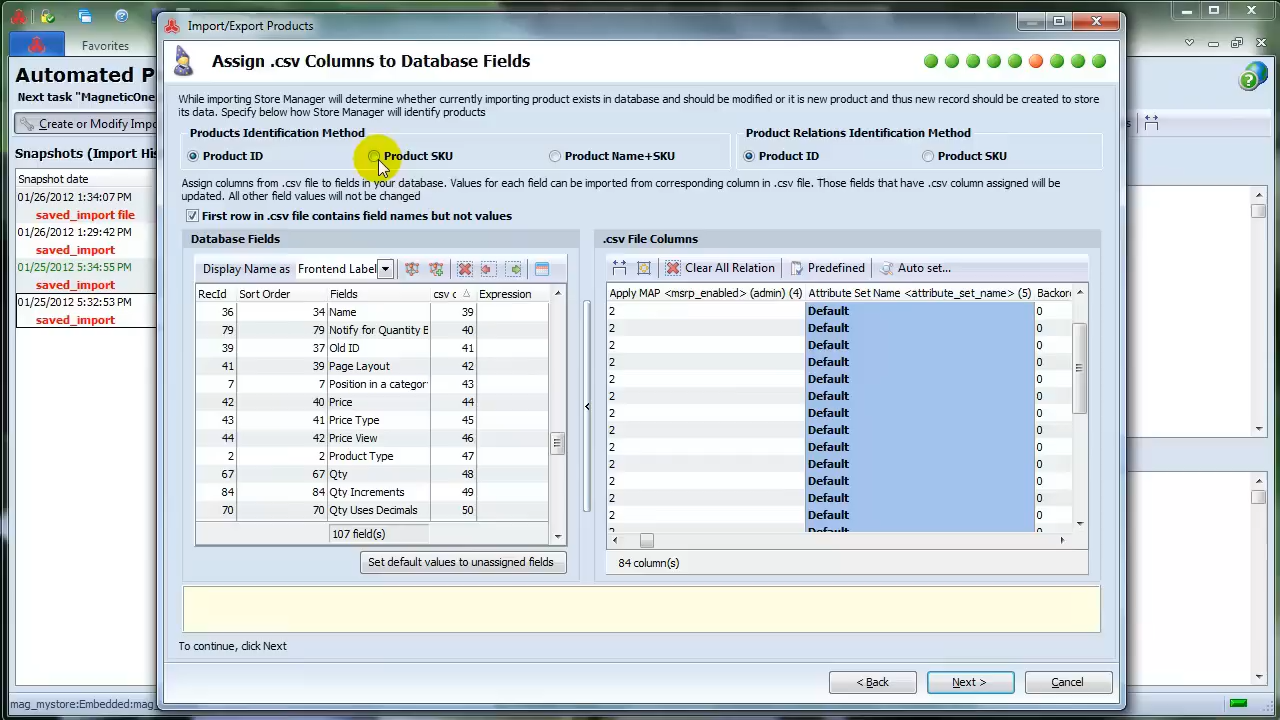 Import/Export Products
Favorites
Automated P
Next task "MagneticOne
Create or Modify Impo
Snapshots (Import His
Snapshot date
01/26/2012 1:34:07 PM
saved_import file
01/26/2012 1:29:42 PM
saved_import
01/25/2012 5:34:55 PM
saved_import
01/25/2012 5:32:53 PM
saved_import
mag_mystore:Embedded:mag_
Assign .csv Columns to Database Fields
While importing Store Manager will determine whether currently importing product exists in database and should be modified or it is new product and thus new record should be created to store
its data. Specify below how Store Manager will identify products
Products Identification Method
Product ID
Product SKU
Product Name+SKU
Product Relations Identification Method
Product ID
Product SKU
Assign columns from .csv file to fields in your database. Values for each field can be imported from corresponding column in .csv file. Those fields that have .csv column assigned will be
updated. All other field values will not be changed
First row in .csv file contains field names but not values
Database Fields
Display Name as Frontend Label
RecId Sort Order Fields csv c Expression
36 34 Name 39
79 79 Notify for Quantity B 40
39 37 Old ID 41
41 39 Page Layout 42
7 7 Position in a categor 43
42 40 Price 44
43 41 Price Type 45
44 42 Price View 46
2 2 Product Type 47
67 67 Qty 48
84 84 Qty Increments 49
70 70 Qty Uses Decimals 50
107 field(s)
Set default values to unassigned fields
.csv File Columns
Clear All Relation Predefined Auto set...
Apply MAP <msrp_enabled> (admin) (4) Attribute Set Name <attribute_set_name> (5) Backor
2 Default 0
2 Default 0
2 Default 0
2 Default 0
2 Default 0
2 Default 0
2 Default 0
2 Default 0
2 Default 0
2 Default 0
2 Default 0
2 Default 0
2 Default 0
Default
84 column(s)
To continue, click Next
< Back Next > Cancel